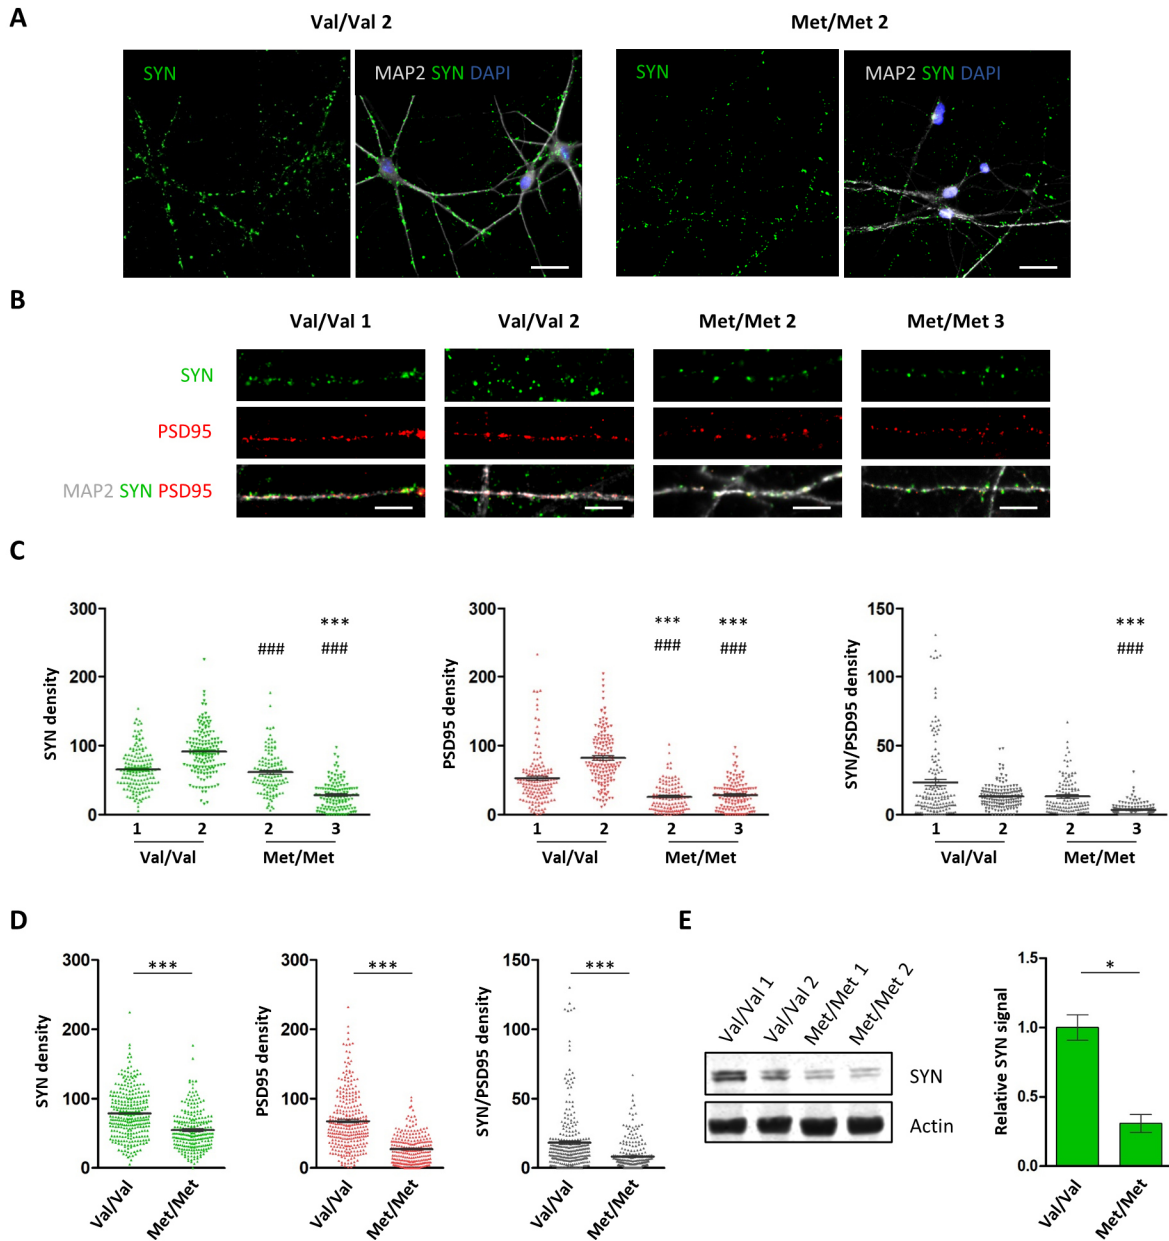 A
Val/Val 2
Met/Met 2
SYN
MAP2 SYN DAPI
SYN
MAP2 SYN DAPI
B
Val/Val 1
Val/Val 2
Met/Met 2
Met/Met 3
SYN
PSD95
MAP2 SYN PSD95
C
SYN density
300
200
100
0
###
***
###
1
2
2
3
Val/Val
Met/Met
PSD95 density
300
200
100
0
***
###
***
###
1
2
2
3
Val/Val
Met/Met
SYN/PSD95 density
150
100
50
0
***
###
1
2
2
3
Val/Val
Met/Met
D
SYN density
300
200
100
0
***
Val/Val
Met/Met
PSD95 density
300
200
100
0
***
Val/Val
Met/Met
SYN/PSD95 density
150
100
50
0
***
Val/Val
Met/Met
E
Val/Val 1
Val/Val 2
Met/Met 1
Met/Met 2
SYN
Actin
Relative SYN signal
1.5
1.0
0.5
0.0
*
Val/Val
Met/Met